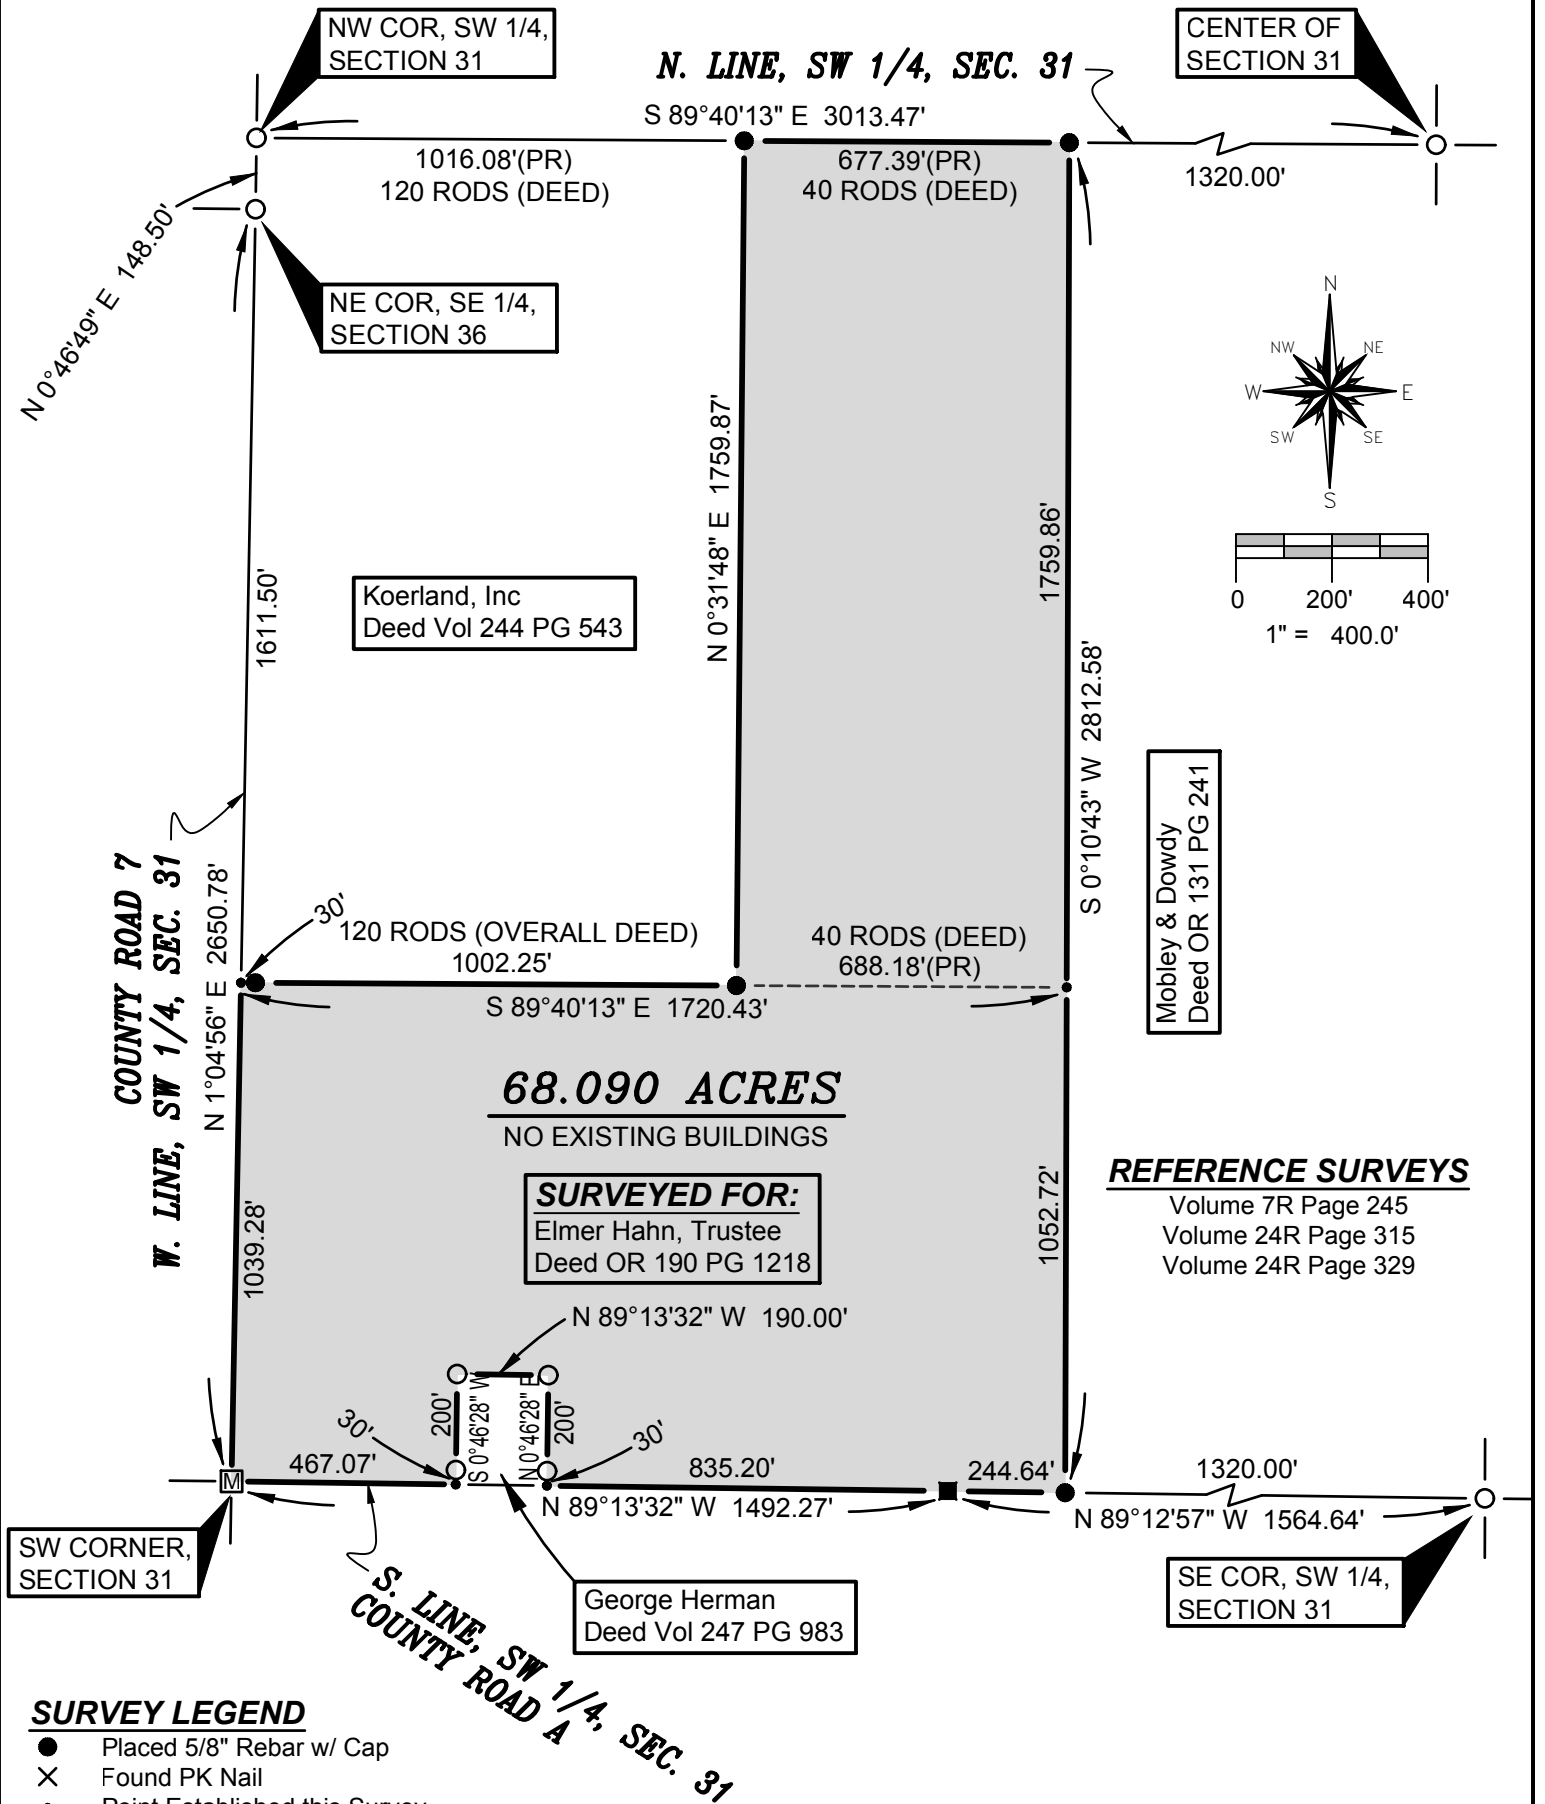 NW COR, SW 1/4,
SECTION 31
N. LINE, SW 1/4, SEC. 31
CENTER OF
SECTION 31
S 89°40'13" E 3013.47'
1016.08'(PR)
120 RODS (DEED)
677.39'(PR)
40 RODS (DEED)
1320.00'
N 0°46'49" E 148.50'
NE COR, SE 1/4,
SECTION 36
N
NW
NE
W
E
SW
SE
S
0
200'
400'
1" = 400.0'
N 0°31'48" E 1759.87'
1759.86'
1611.50'
Koerland, Inc
Deed Vol 244 PG 543
S 0°10'43" W 2812.58'
Mobley & Dowdy
Deed OR 131 PG 241
COUNTY ROAD 7
W. LINE, SW 1/4, SEC. 31
N 1°04'56" E 2650.78'
30'
120 RODS (OVERALL DEED)
1002.25'
40 RODS (DEED)
688.18'(PR)
S 89°40'13" E 1720.43'
68.090 ACRES
NO EXISTING BUILDINGS
SURVEYED FOR:
Elmer Hahn, Trustee
Deed OR 190 PG 1218
1039.28'
1052.72'
REFERENCE SURVEYS
Volume 7R Page 245
Volume 24R Page 315
Volume 24R Page 329
N 89°13'32" W 190.00'
200'
S 0°46'28" W
N 0°46'28" E
200'
30'
30'
467.07'
835.20'
244.64'
1320.00'
M
N 89°13'32" W 1492.27'
N 89°12'57" W 1564.64'
SW CORNER,
SECTION 31
SE COR, SW 1/4,
SECTION 31
George Herman
Deed Vol 247 PG 983
S. LINE, SW 1/4, SEC. 31
COUNTY ROAD A
SURVEY LEGEND
Placed 5/8" Rebar w/ Cap
Found PK Nail
Point Established this Survey